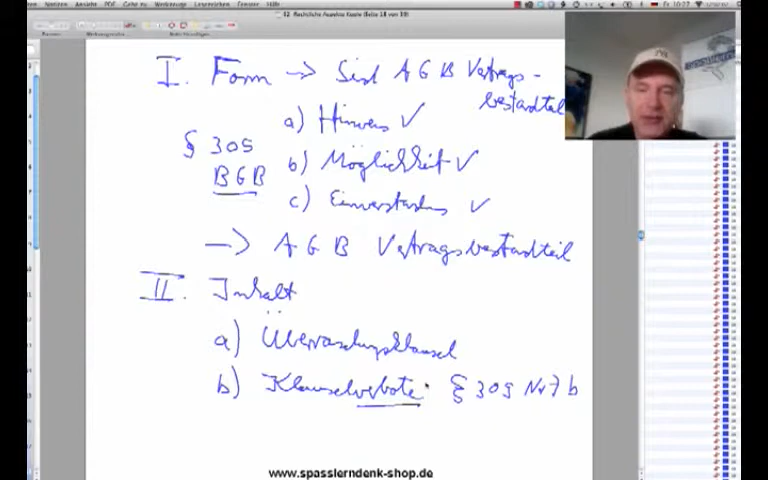 I. Form -> Sind AGB Vertrags-
bestandteil
a) Hinweis ✓
§ 305
BGB
b) Möglichkeit ✓
c) Einverständnis ✓
-> AGB Vertragsbestandteil
II. Inhalt
a) Überraschungsklausel
b) Klauselverbote: § 309 Nr 7 b
www.spasslerndenk-shop.de